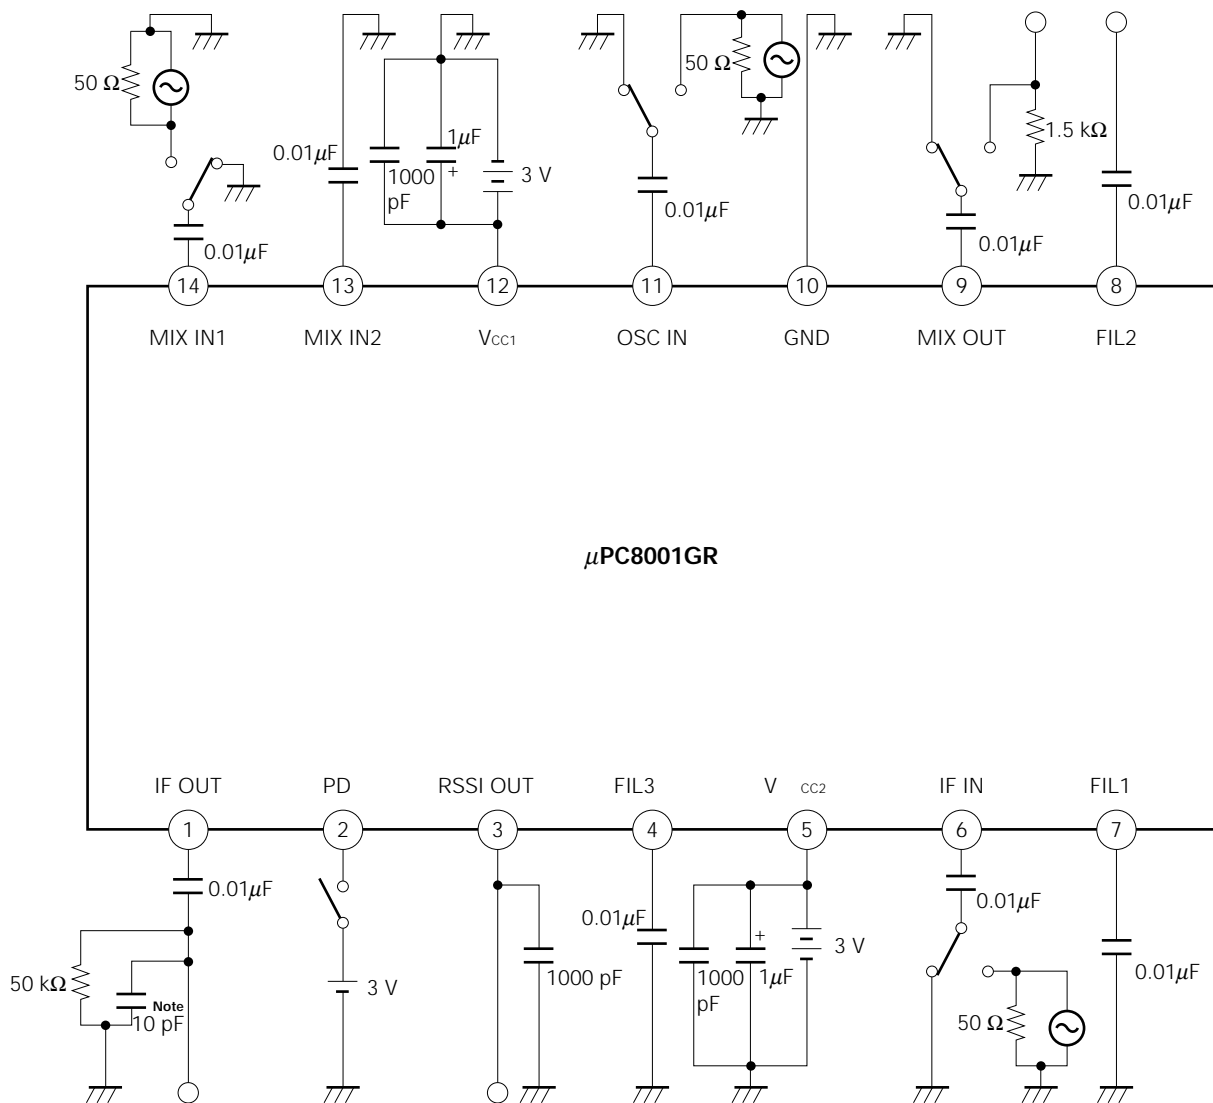 50 Ω
0.01µF
0.01µF
1000 pF
1µF
+
3 V
0.01µF
50 Ω
0.01µF
1.5 kΩ
0.01µF
14
13
12
11
10
9
8
MIX IN1
MIX IN2
VCC1
OSC IN
GND
MIX OUT
FIL2
µPC8001GR
IF OUT
PD
RSSI OUT
FIL3
V CC2
IF IN
FIL1
1
2
3
4
5
6
7
0.01µF
50 kΩ
Note
10 pF
3 V
1000 pF
0.01µF
1000 pF
+
1µF
3 V
0.01µF
50 Ω
0.01µF